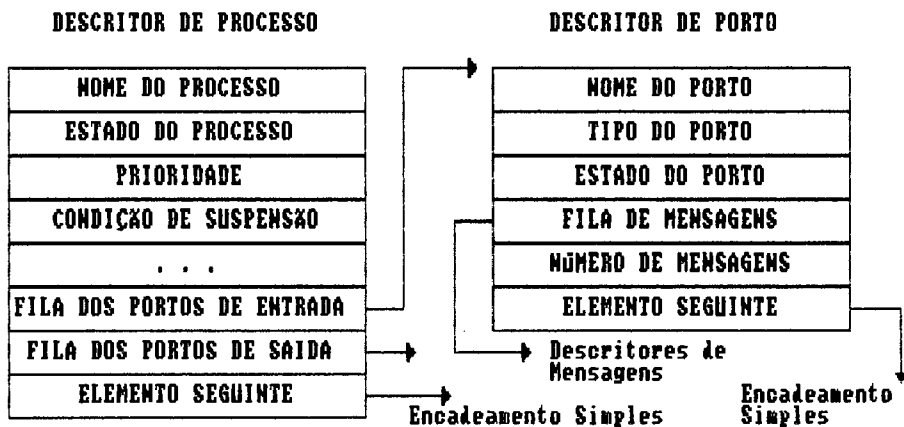 DESCRITOR DE PROCESSO
NOME DO PROCESSO
ESTADO DO PROCESSO
PRIORIDADE
CONDIÇÃO DE SUSPENSÃO
. . .
FILA DOS PORTOS DE ENTRADA
FILA DOS PORTOS DE SAIDA
ELEMENTO SEGUINTE
Encadeamento Simples
DESCRITOR DE PORTO
NOME DO PORTO
TIPO DO PORTO
ESTADO DO PORTO
FILA DE MENSAGENS
NÚMERO DE MENSAGENS
ELEMENTO SEGUINTE
Descritores de
Mensagens
Encadeamento
Simples